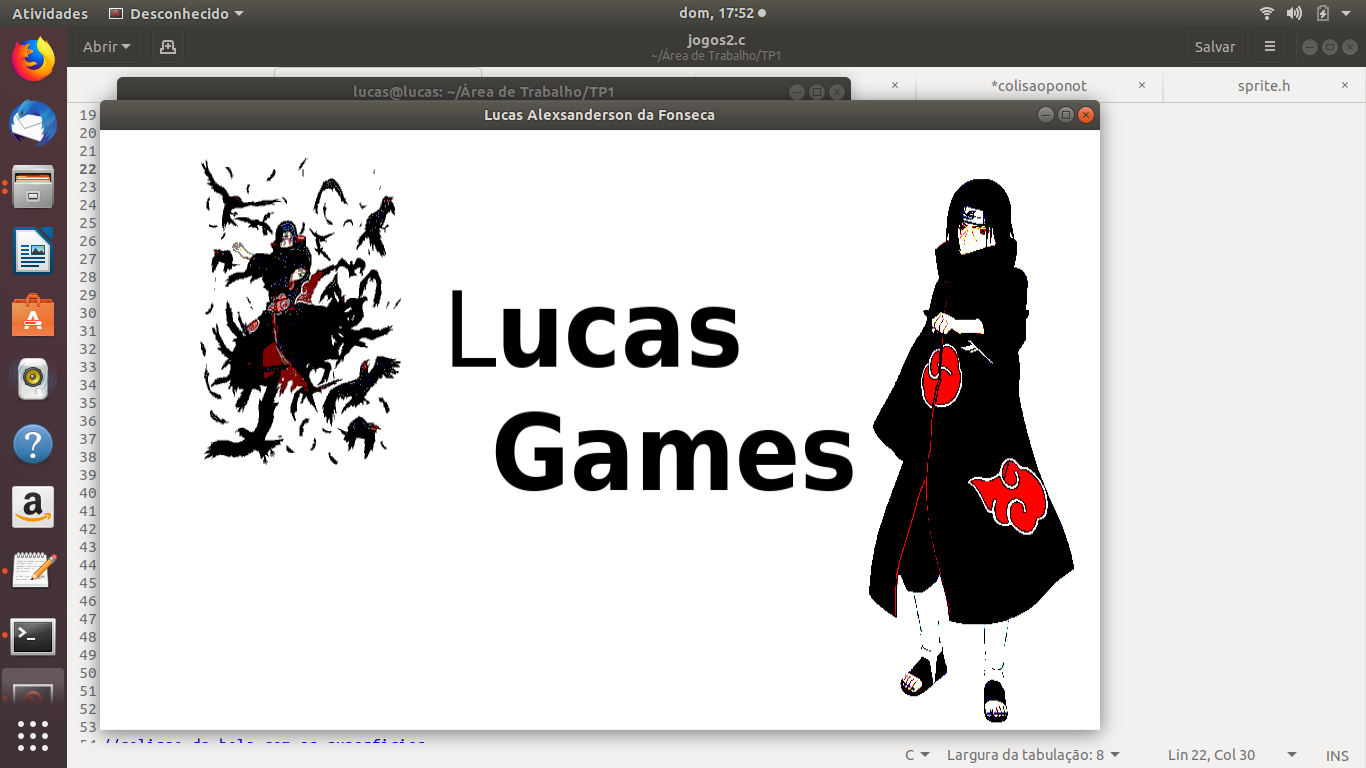 Atividades
Desconhecido
dom, 17:52
Abrir
jogos2.c
~/Área de Trabalho/TP1
Salvar
lucas@lucas: ~/Área de Trabalho/TP1
*colisaoponot
sprite.h
Lucas Alexsanderson da Fonseca
19
20
21
22
23
24
25
26
27
28
29
30
31
32
33
34
35
36
37
38
39
40
41
42
43
44
45
46
47
48
49
50
51
52
53
Lucas
Games
C
Largura da tabulação: 8
Lin 22, Col 30
INS